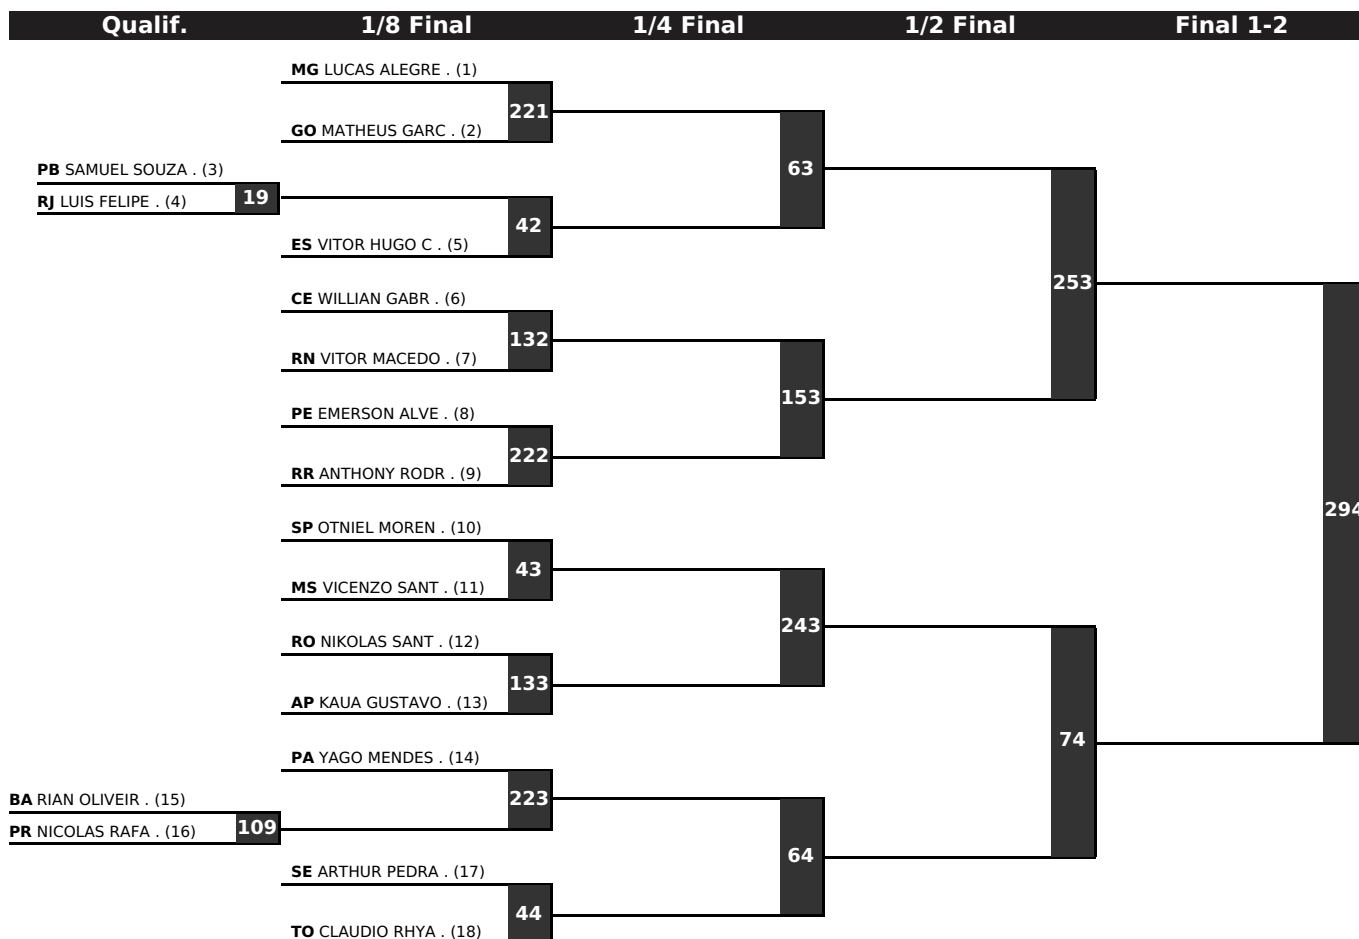 Qualif. 1/8 Final 1/4 Final 1/2 Final Final 1-2
MG LUCAS ALEGRE . (1)
221
GO MATHEUS GARC . (2)
63
PB SAMUEL SOUZA . (3)
19
RJ LUIS FELIPE . (4)
42
ES VITOR HUGO C . (5)
253
CE WILLIAN GABR . (6)
132
RN VITOR MACEDO . (7)
153
PE EMERSON ALVE . (8)
222
RR ANTHONY RODR . (9)
294
SP OTNIEL MOREN . (10)
43
MS VICENZO SANT . (11)
243
RO NIKOLAS SANT . (12)
133
AP KAUA GUSTAVO . (13)
74
PA YAGO MENDES . (14)
223
BA RIAN OLIVEIR . (15)
109
PR NICOLAS RAFA . (16)
64
SE ARTHUR PEDRA . (17)
44
TO CLAUDIO RHYA . (18)